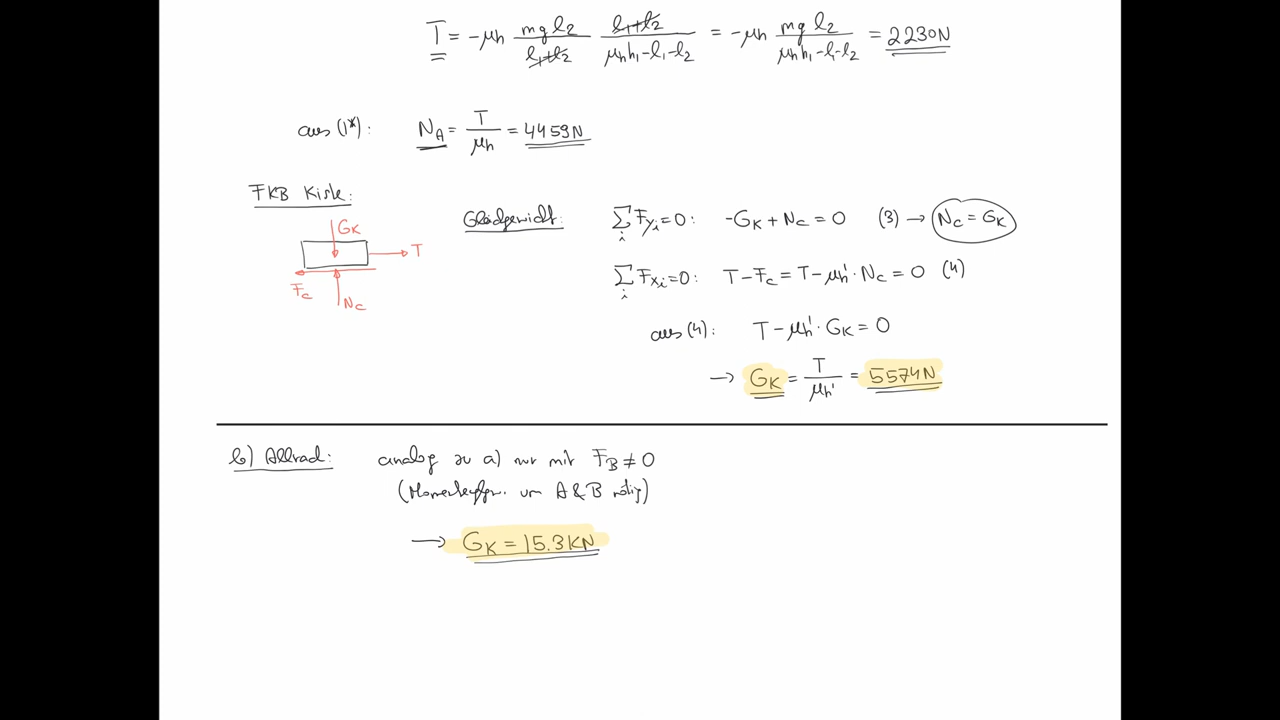 T = -μh mgl2/(l1+l2) (l1+l2)/(μh h1-l1-l2) = -μh mgl2/(μh h1-l1-l2) = 2230N
aus (1*): NA = T/μh = 4459N
FKB Kiste:
GK
T
Fc
Nc
Gleichgewicht: ∑i Fyi=0: -GK + Nc = 0 (3) → Nc = GK
∑i Fxi=0: T-Fc = T-μh'·Nc = 0 (4)
aus (4): T-μh'·GK = 0
→ GK = T/μh' = 5574N
b) Allrad: analog zu a) nur mit FB ≠ 0
(Momentengl. um A & B nötig)
→ GK = 15.3KN